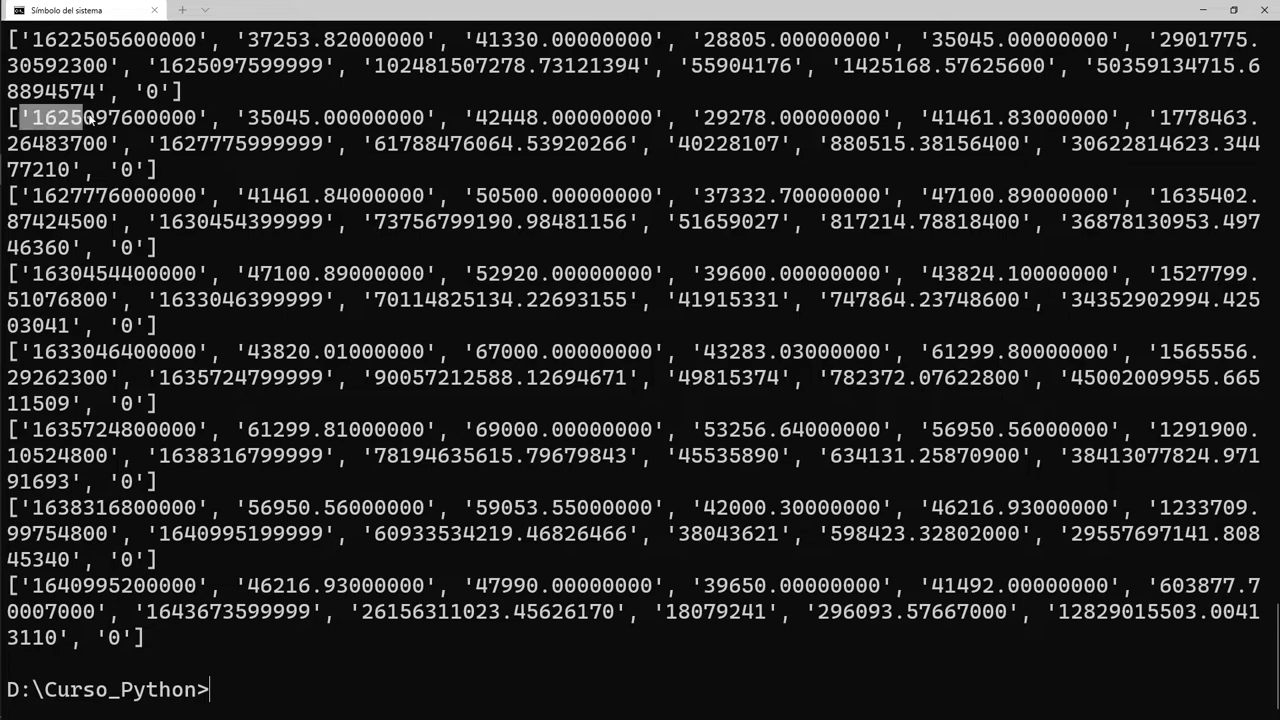 Símbolo del sistema
['1622505600000', '37253.82000000', '41330.00000000', '28805.00000000', '35045.00000000', '2901775.
30592300', '1625097599999', '102481507278.73121394', '55904176', '1425168.57625600', '50359134715.6
8894574', '0']
['1625097600000', '35045.00000000', '42448.00000000', '29278.00000000', '41461.83000000', '1778463.
26483700', '1627775999999', '61788476064.53920266', '40228107', '880515.38156400', '30622814623.344
77210', '0']
['1627776000000', '41461.84000000', '50500.00000000', '37332.70000000', '47100.89000000', '1635402.
87424500', '1630454399999', '73756799190.98481156', '51659027', '817214.78818400', '36878130953.497
46360', '0']
['1630454400000', '47100.89000000', '52920.00000000', '39600.00000000', '43824.10000000', '1527799.
51076800', '1633046399999', '70114825134.22693155', '41915331', '747864.23748600', '34352902994.425
03041', '0']
['1633046400000', '43820.01000000', '67000.00000000', '43283.03000000', '61299.80000000', '1565556.
29262300', '1635724799999', '90057212588.12694671', '49815374', '782372.07622800', '45002009955.665
11509', '0']
['1635724800000', '61299.81000000', '69000.00000000', '53256.64000000', '56950.56000000', '1291900.
10524800', '1638316799999', '78194635615.79679843', '45535890', '634131.25870900', '38413077824.971
91693', '0']
['1638316800000', '56950.56000000', '59053.55000000', '42000.30000000', '46216.93000000', '1233709.
99754800', '1640995199999', '60933534219.46826466', '38043621', '598423.32802000', '29557697141.808
45340', '0']
['1640995200000', '46216.93000000', '47990.00000000', '39650.00000000', '41492.00000000', '603877.7
0007000', '1643673599999', '26156311023.45626170', '18079241', '296093.57667000', '12829015503.0041
3110', '0']
D:\Curso_Python>